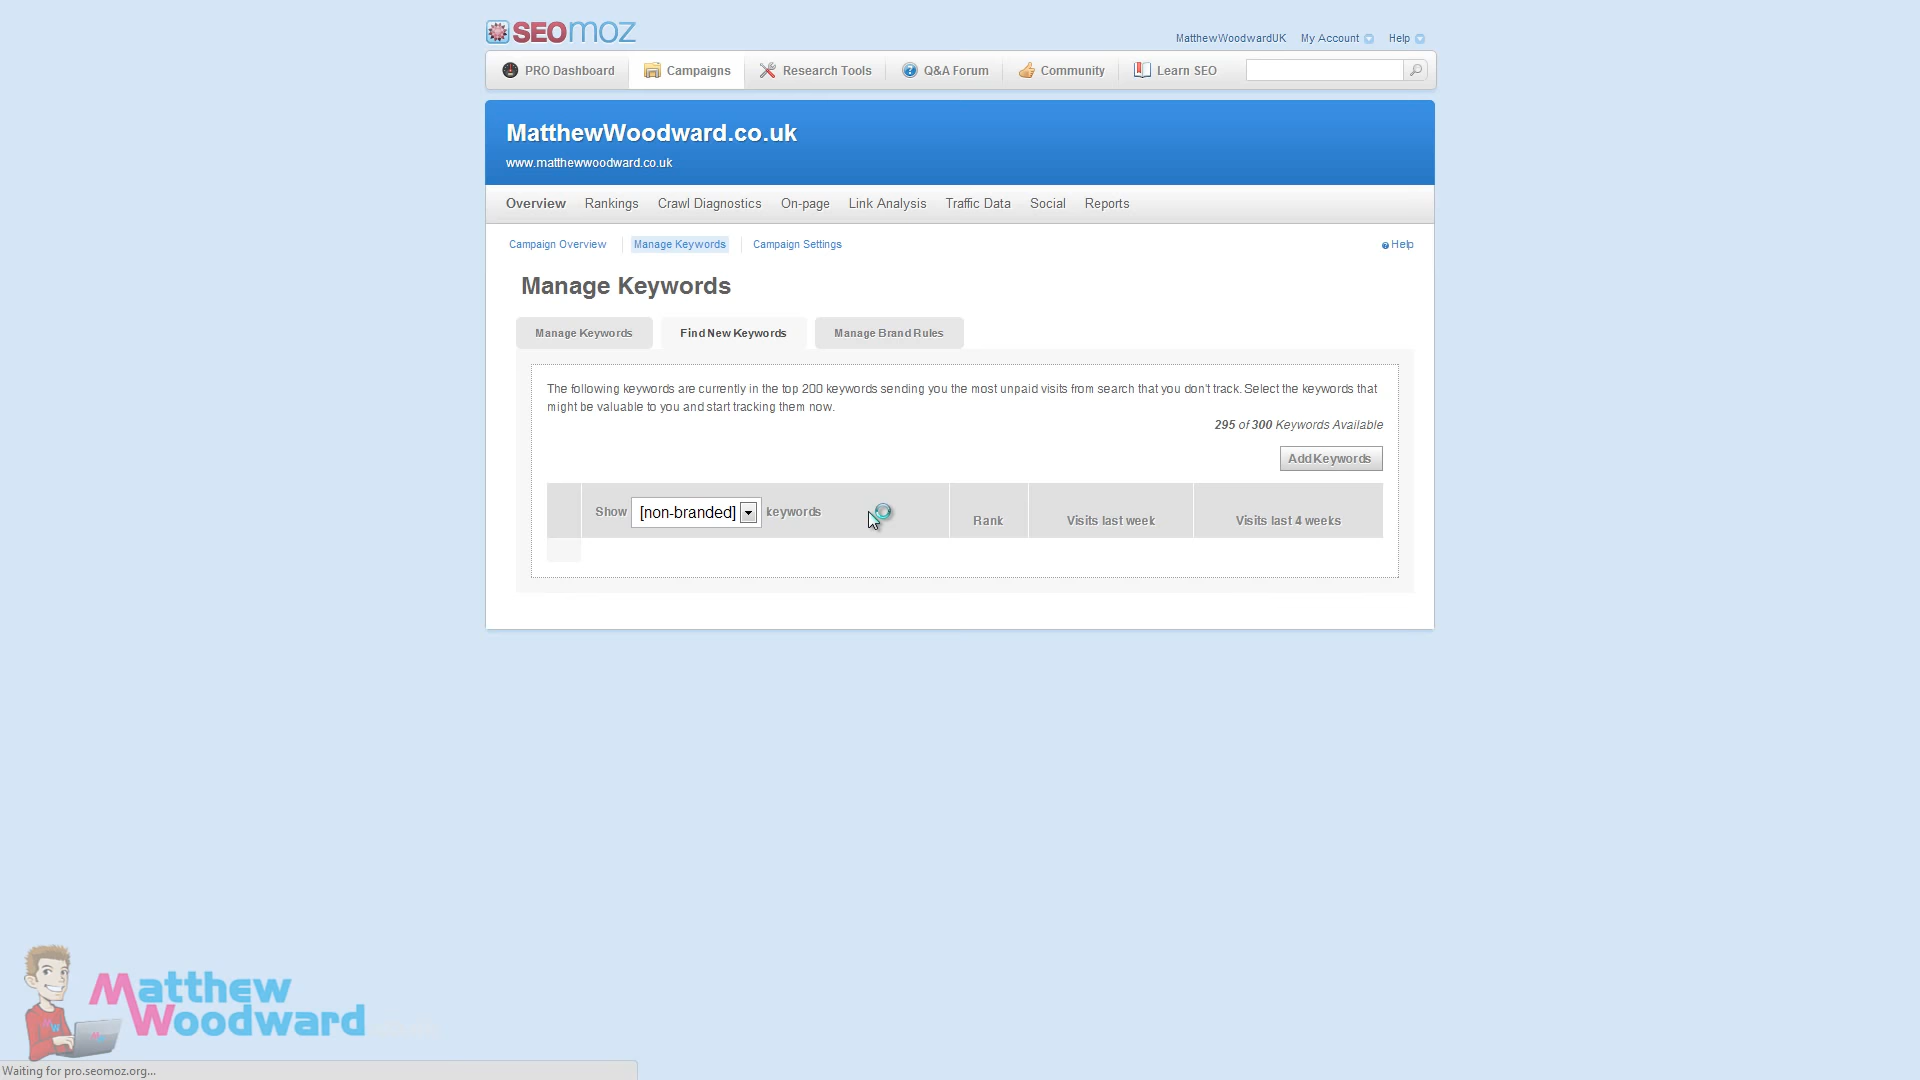 SEOmoz
MatthewWoodwardUK My Account Help
PRO Dashboard Campaigns Research Tools Q&A Forum Community Learn SEO
MatthewWoodward.co.uk
www.matthewwoodward.co.uk
Overview Rankings Crawl Diagnostics On-page Link Analysis Traffic Data Social Reports
Campaign Overview Manage Keywords Campaign Settings Help
Manage Keywords
Manage Keywords Find New Keywords Manage Brand Rules
The following keywords are currently in the top 200 keywords sending you the most unpaid visits from search that you don't track. Select the keywords that
might be valuable to you and start tracking them now.
295 of 300 Keywords Available
Add Keywords
Show [non-branded] keywords Rank Visits last week Visits last 4 weeks
Matthew
Woodward
Waiting for pro.seomoz.org...